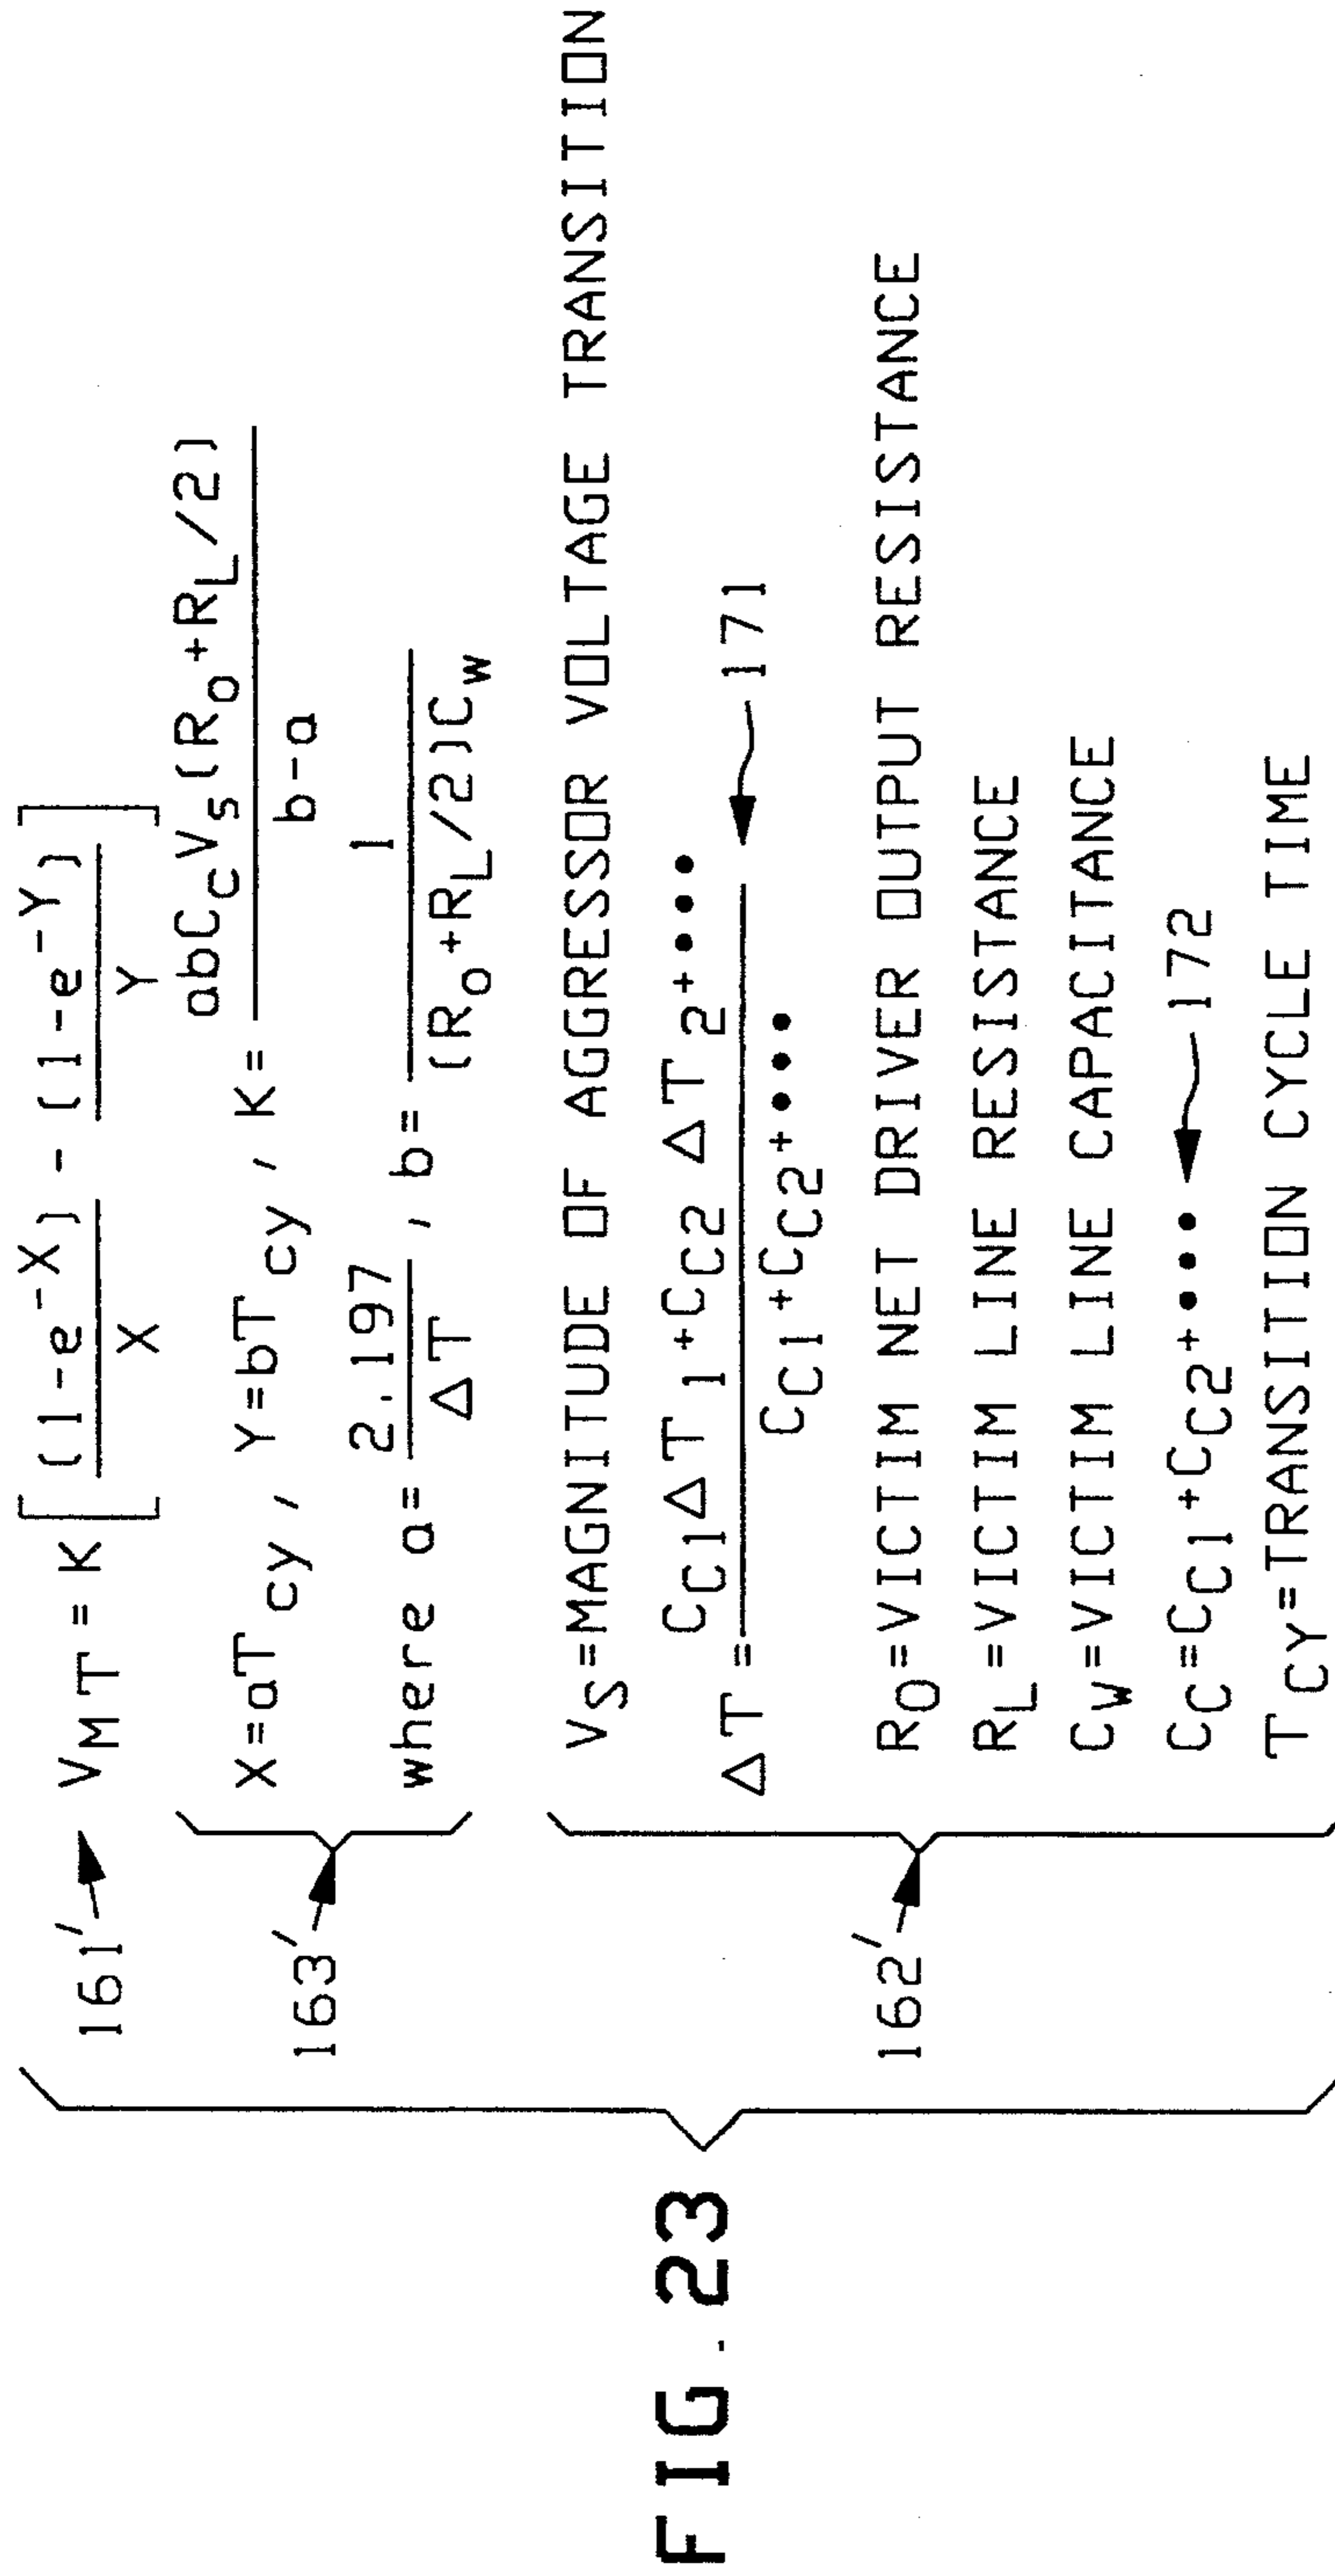 161' V_MT = K [ (1-e^-X)/X - (1-e^-Y)/Y ]
163' X=aT_cy, Y=bT_cy, K= abC_cV_s(R_o+R_L/2) / b-a
where a= 2.197/ΔT, b= 1/(R_o+R_L/2)C_w
V_S=MAGNITUDE OF AGGRESSOR VOLTAGE TRANSITION
ΔT = C_C1ΔT_1+C_C2ΔT_2+••• / C_C1+C_C2+••• 171
162' R_O=VICTIM NET DRIVER OUTPUT RESISTANCE
R_L=VICTIM LINE RESISTANCE
C_W=VICTIM LINE CAPACITANCE
C_C=C_C1+C_C2+••• 172
T_CY=TRANSITION CYCLE TIME
FIG. 23